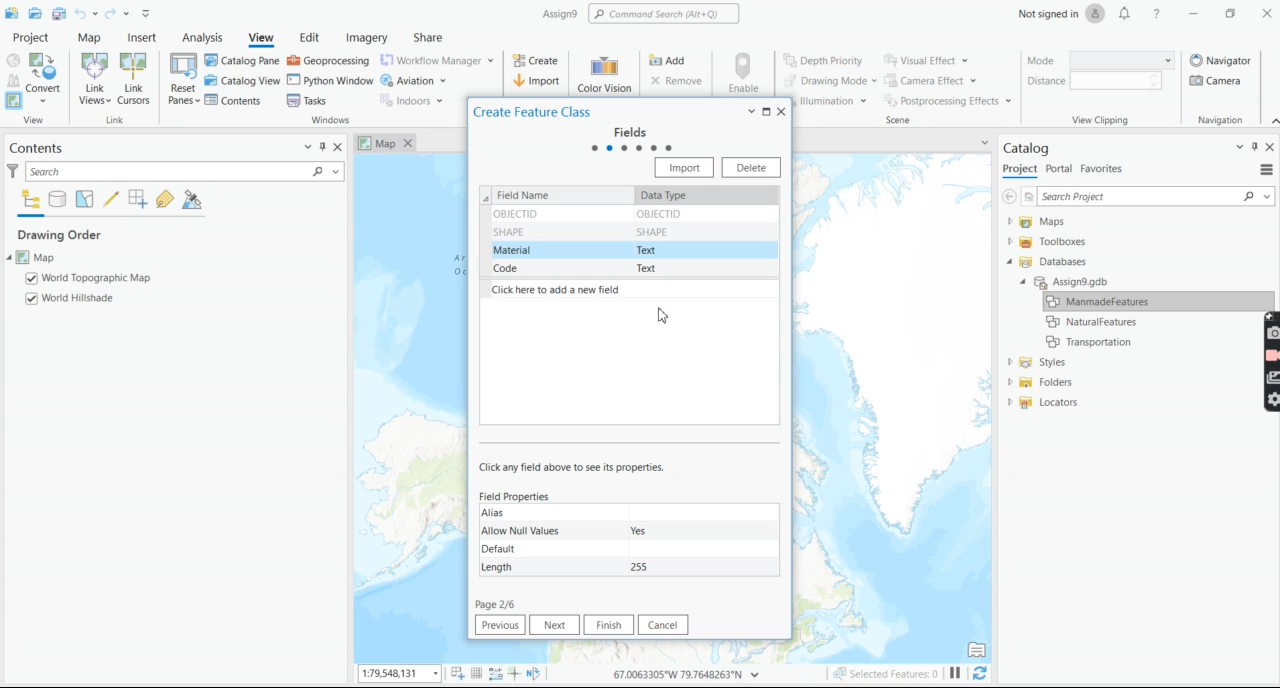 Assign9
Command Search (Alt+Q)
Not signed in
?
Project Map Insert Analysis View Edit Imagery Share
Convert
Link Views
Link Cursors
Reset Panes
Catalog Pane
Catalog View
Contents
Geoprocessing
Python Window
Tasks
Workflow Manager
Aviation
Indoors
Create
Import
Color Vision
Add
Remove
Enable
Depth Priority
Drawing Mode
Illumination
Visual Effect
Camera Effect
Postprocessing Effects
Mode
Distance
Navigator
Camera
View Link Windows Scene View Clipping Navigation
Contents
Search
Drawing Order
Map
World Topographic Map
World Hillshade
Map
Ar
Oc
Create Feature Class
Fields
Import Delete
Field Name Data Type
OBJECTID OBJECTID
SHAPE SHAPE
Material Text
Code Text
Click here to add a new field
Click any field above to see its properties.
Field Properties
Alias
Allow Null Values Yes
Default
Length 255
Page 2/6
Previous Next Finish Cancel
Catalog
Project Portal Favorites
Search Project
Maps
Toolboxes
Databases
Assign9.gdb
ManmadeFeatures
NaturalFeatures
Transportation
Styles
Folders
Locators
1:79,548,131
67.0063305°W 79.7648263°N
Selected Features: 0